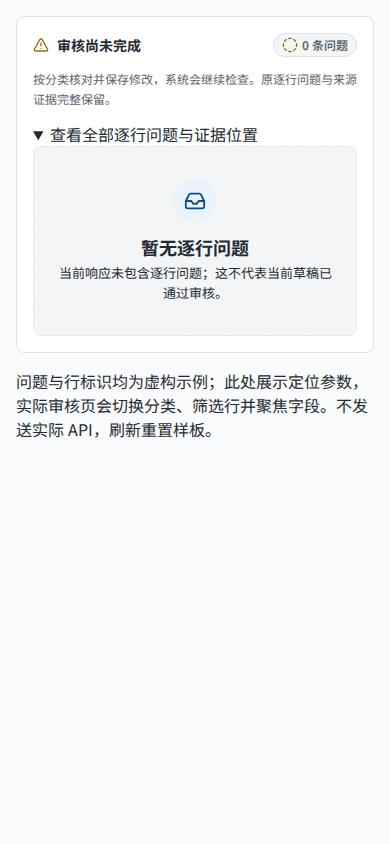 审核尚未完成
0 条问题
按分类核对并保存修改，系统会继续检查。原逐行问题与来源
证据完整保留。
▼ 查看全部逐行问题与证据位置
暂无逐行问题
当前响应未包含逐行问题；这不代表当前草稿已
通过审核。
问题与行标识均为虚构示例；此处展示定位参数，
实际审核页会切换分类、筛选行并聚焦字段。不发
送实际 API，刷新重置样板。